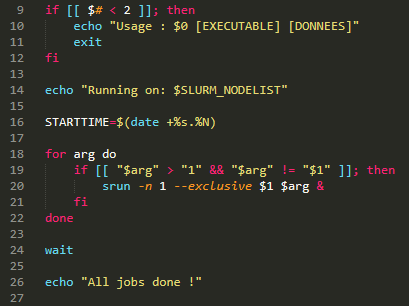 9 if [[ $# < 2 ]]; then
10 echo "Usage : $0 [EXECUTABLE] [DONNEES]"
11 exit
12 fi
13
14 echo "Running on: $SLURM_NODELIST"
15
16 STARTTIME=$(date +%s.%N)
17
18 for arg do
19 if [[ "$arg" > "1" && "$arg" != "$1" ]]; then
20 srun -n 1 --exclusive $1 $arg &
21 fi
22 done
23
24 wait
25
26 echo "All jobs done !"
27